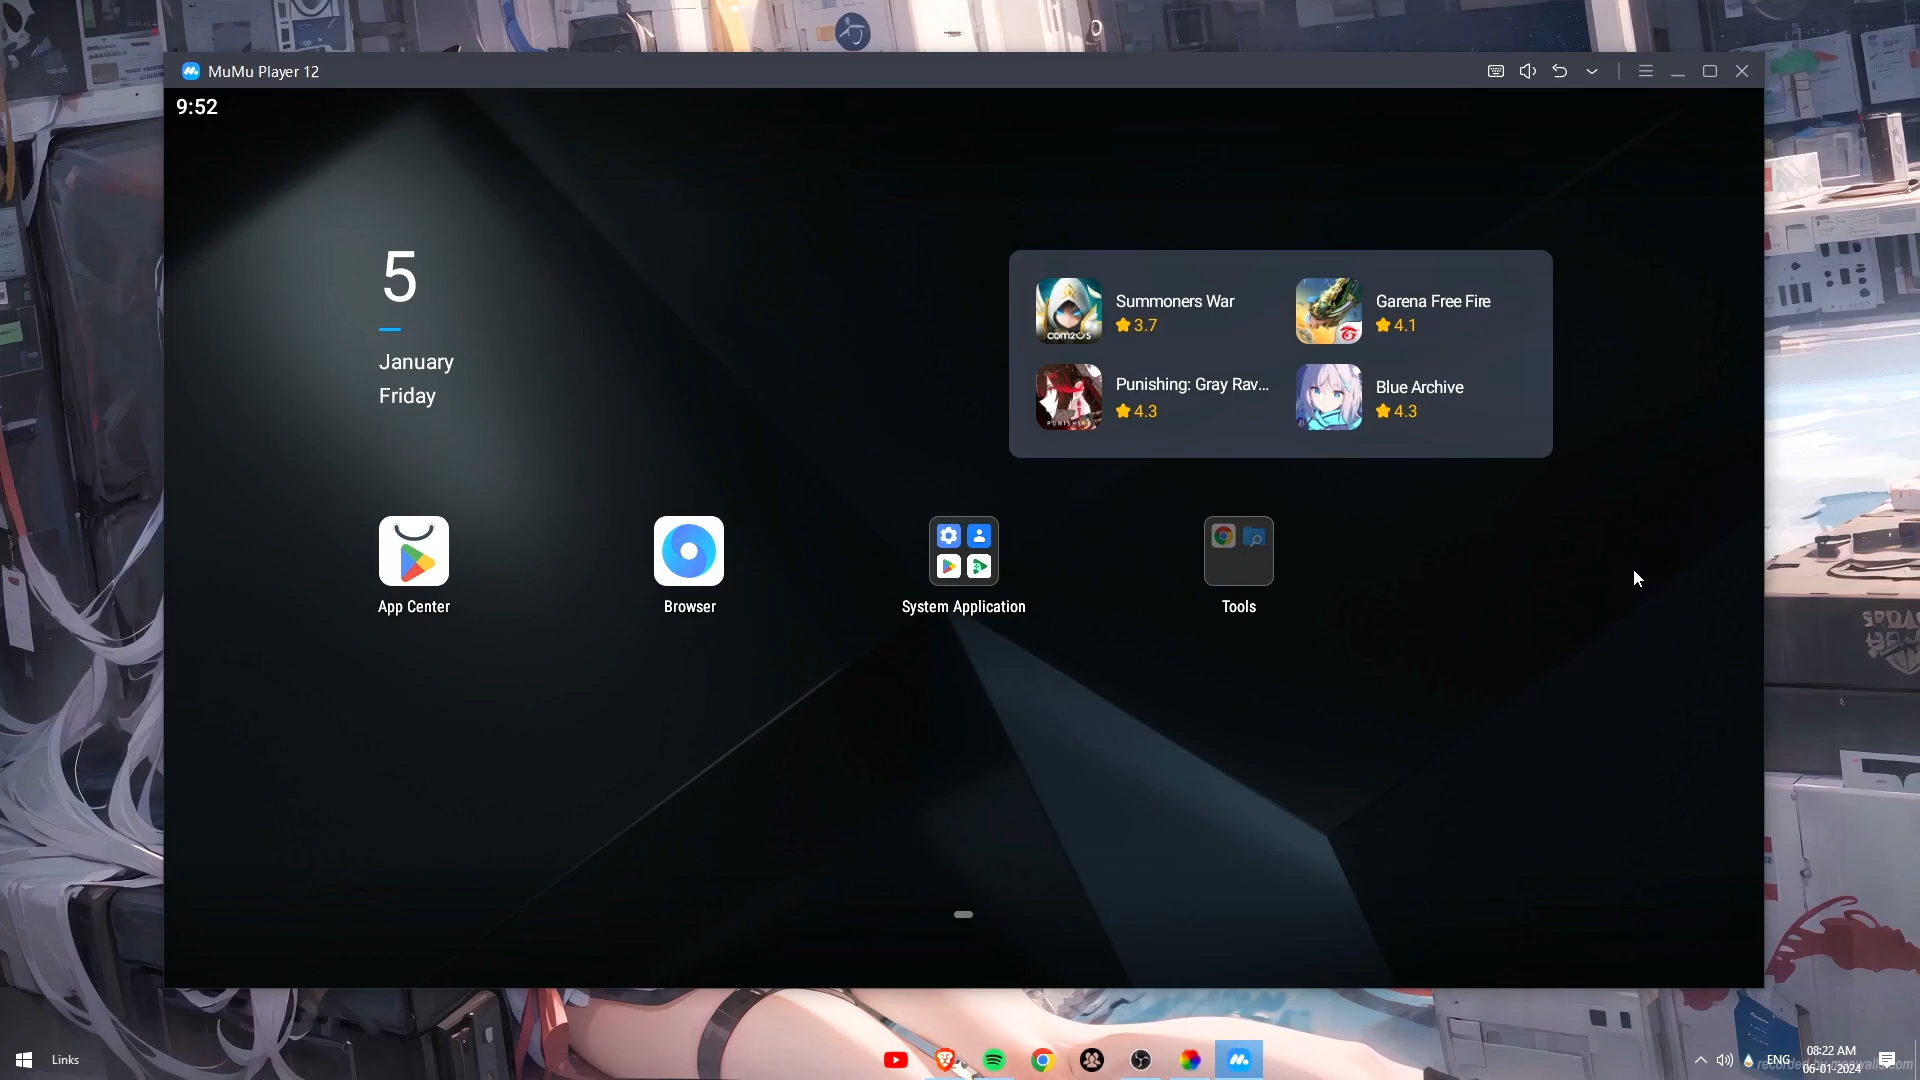 MuMu Player 12
9:52
5
January
Friday
Summoners War
3.7
com2us
Garena Free Fire
4.1
Punishing: Gray Rav...
4.3
PUNISHING
Blue Archive
4.3
App Center
Browser
System Application
Tools
Links
ENG
08:22 AM
06-01-2024